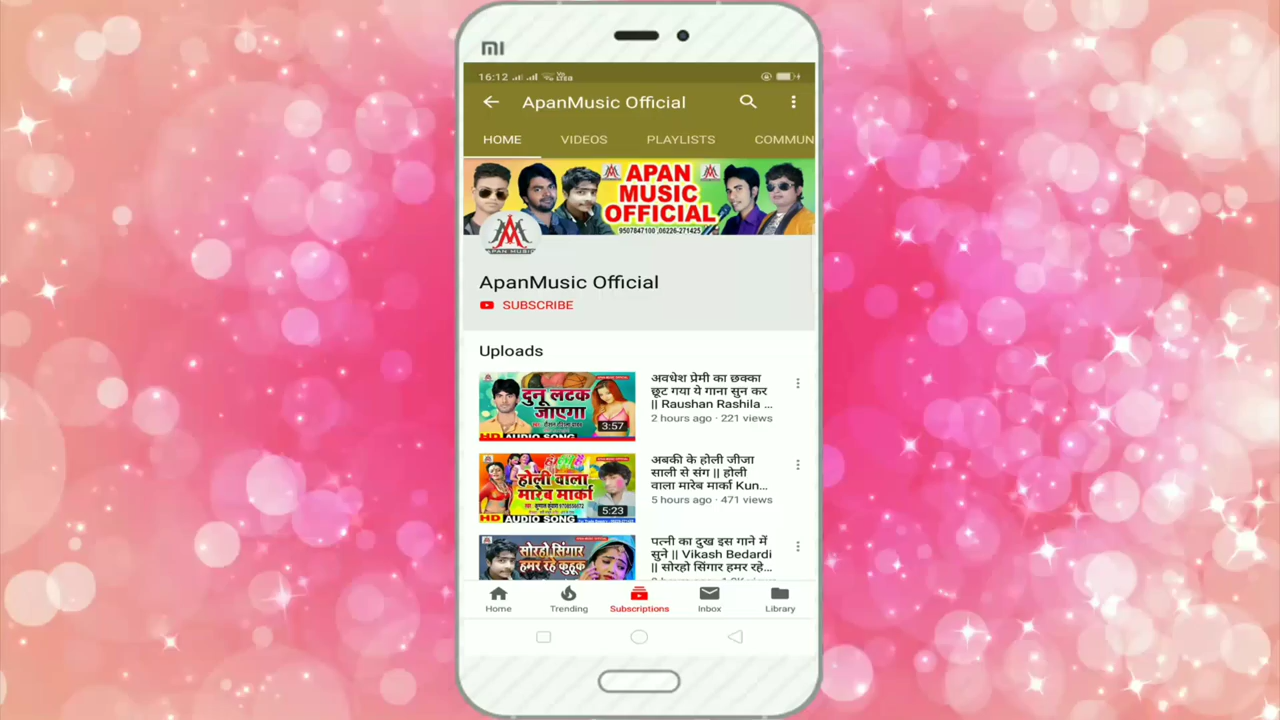 mi
16:12
ApanMusic Official
HOME VIDEOS PLAYLISTS COMMUN
APAN
MUSIC
OFFICIAL
9507847100 ,06226-271425
ApanMusic Official
SUBSCRIBE
Uploads
दुनू लटक
जाएगा
3:57
HD AUDIO SONG
अवधेश प्रेमी का छक्का
छूट गया ये गाना सुन कर
|| Raushan Rashila ...
2 hours ago · 221 views
होली वाला
मारेब मार्का
5:23
HD AUDIO SONG
अबकी के होली जीजा
साली से संग || होली
वाला मारेब मार्का Kun...
5 hours ago · 471 views
सोरहो सिंगार
हमर रहे कुहूक
पत्नी का दुख इस गाने में
सुने || Vikash Bedardi
|| सोरहो सिंगार हमर रहे...
Home Trending Subscriptions Inbox Library